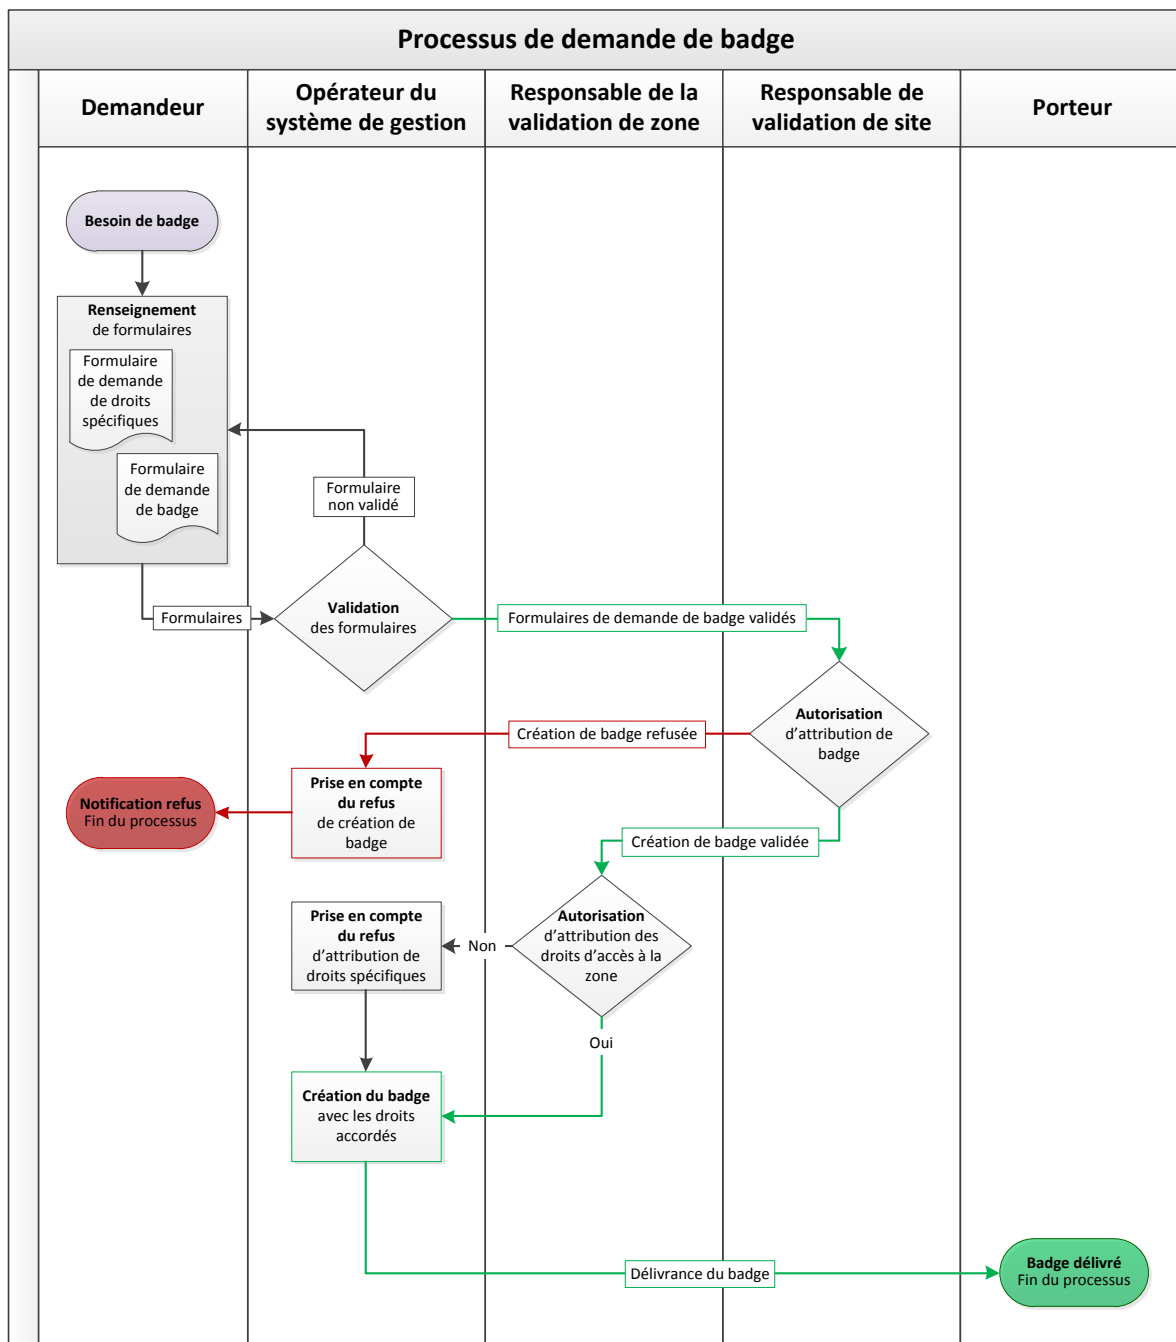 Processus de demande de badge
Demandeur
Opérateur du
système de gestion
Responsable de la
validation de zone
Responsable de
validation de site
Porteur
Besoin de badge
Renseignement
de formulaires
Formulaire
de demande
de droits
spécifiques
Formulaire
de demande
de badge
Formulaire
non validé
Formulaires
Validation
des formulaires
Formulaires de demande de badge validés
Autorisation
d’attribution de
badge
Création de badge refusée
Prise en compte
du refus
de création de
badge
Notification refus
Fin du processus
Création de badge validée
Autorisation
d’attribution des
droits d’accès à la
zone
Non
Prise en compte
du refus
d’attribution de
droits spécifiques
Oui
Création du badge
avec les droits
accordés
Délivrance du badge
Badge délivré
Fin du processus